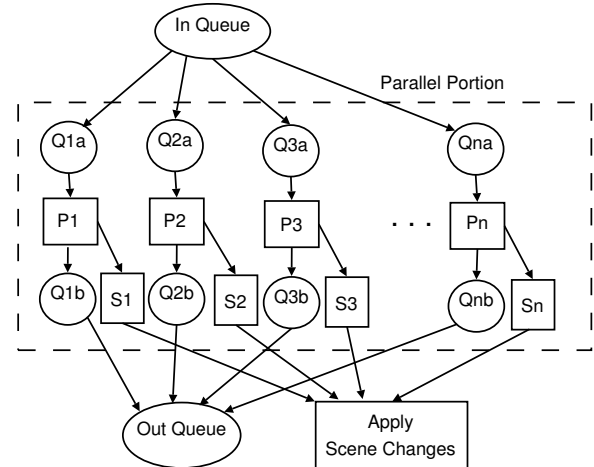 In Queue
Parallel Portion
Q1a
Q2a
Q3a
Qna
P1
P2
P3
. . .
Pn
Q1b
S1
Q2b
S2
Q3b
S3
Qnb
Sn
Out Queue
Apply
Scene Changes